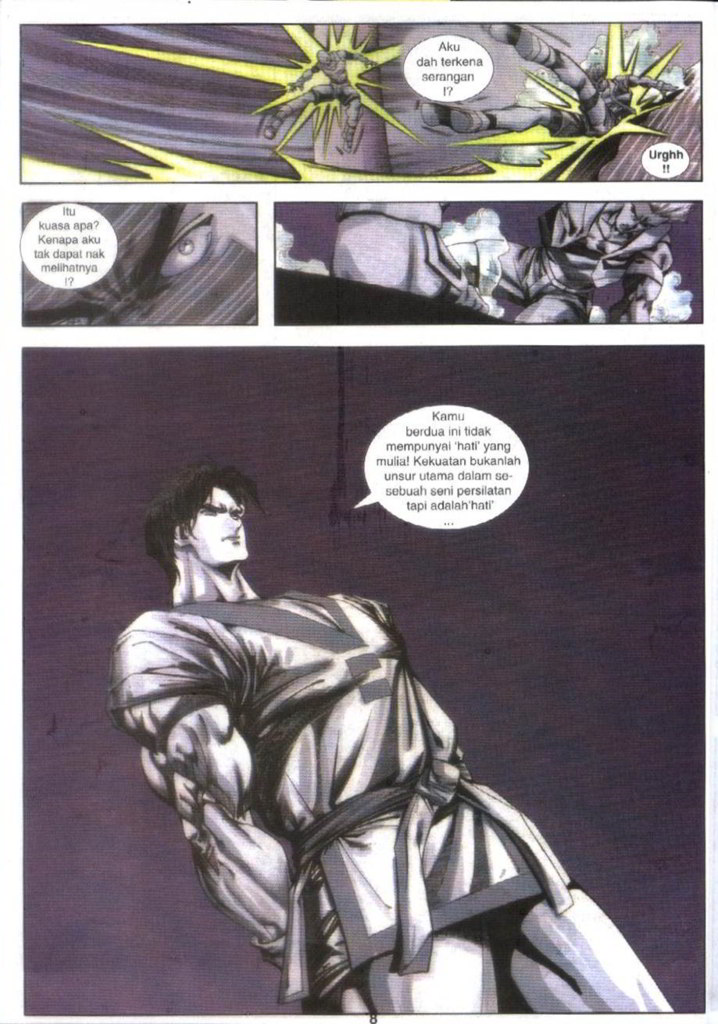 Aku
dah terkena
serangan
!?
Urghh
!!
Itu
kuasa apa?
Kenapa aku
tak dapat nak
melihatnya
!?
Kamu
berdua ini tidak
mempunyai 'hati' yang
mulia! Kekuatan bukanlah
unsur utama dalam se-
sebuah seni persilatan
tapi adalah'hati'
...
8